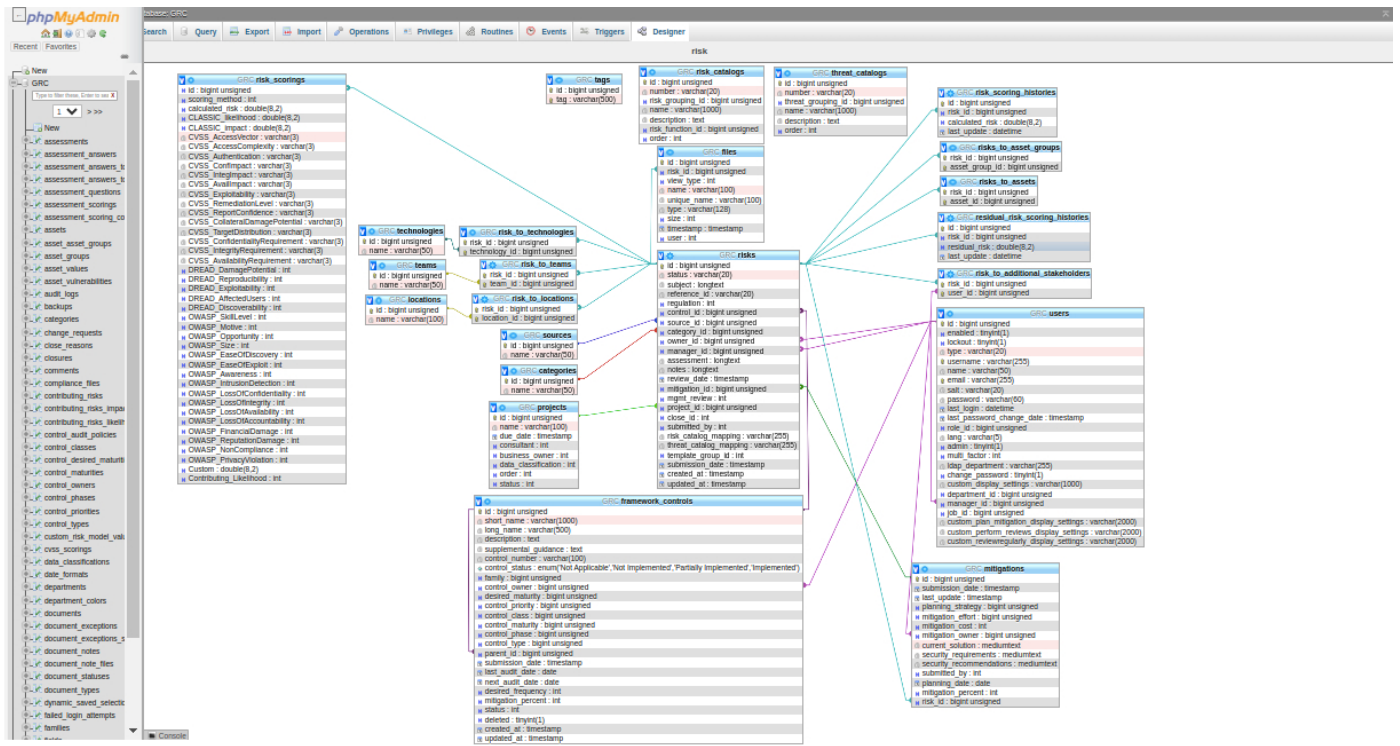 phpMyAdmin
Recent Favorites
New
GRC
Type to filter these, Enter to sea X
1 > >>
New
assessments
assessment_answers
assessment_answers_to
assessment_answers_to
assessment_questions
assessment_scorings
assessment_scoring_co
assets
asset_asset_groups
asset_groups
asset_values
asset_vulnerabilities
audit_logs
backups
categories
change_requests
close_reasons
closures
comments
compliance_files
contributing_risks
contributing_risks_impac
contributing_risks_likelih
control_audit_policies
control_classes
control_desired_maturiti
control_maturities
control_owners
control_phases
control_priorities
control_types
custom_risk_model_valu
cvss_scorings
data_classifications
date_formats
departments
department_colors
documents
document_exceptions
document_exceptions_s
document_notes
document_note_files
document_statuses
document_types
dynamic_saved_selectio
failed_login_attempts
families
tabase: GRC
Search Query Export Import Operations Privileges Routines Events Triggers Designer
risk
GRC risk_scorings
id : bigint unsigned
scoring_method : int
calculated_risk : double(8,2)
CLASSIC_likelihood : double(8,2)
CLASSIC_impact : double(8,2)
CVSS_AccessVector : varchar(3)
CVSS_AccessComplexity : varchar(3)
CVSS_Authentication : varchar(3)
CVSS_ConfImpact : varchar(3)
CVSS_IntegImpact : varchar(3)
CVSS_AvailImpact : varchar(3)
CVSS_Exploitability : varchar(3)
CVSS_RemediationLevel : varchar(3)
CVSS_ReportConfidence : varchar(3)
CVSS_CollateralDamagePotential : varchar(3)
CVSS_TargetDistribution : varchar(3)
CVSS_ConfidentialityRequirement : varchar(3)
CVSS_IntegrityRequirement : varchar(3)
CVSS_AvailabilityRequirement : varchar(3)
DREAD_DamagePotential : int
DREAD_Reproducibility : int
DREAD_Exploitability : int
DREAD_AffectedUsers : int
DREAD_Discoverability : int
OWASP_SkillLevel : int
OWASP_Motive : int
OWASP_Opportunity : int
OWASP_Size : int
OWASP_EaseOfDiscovery : int
OWASP_EaseOfExploit : int
OWASP_Awareness : int
OWASP_IntrusionDetection : int
OWASP_LossOfConfidentiality : int
OWASP_LossOfIntegrity : int
OWASP_LossOfAvailability : int
OWASP_LossOfAccountability : int
OWASP_FinancialDamage : int
OWASP_ReputationDamage : int
OWASP_NonCompliance : int
OWASP_PrivacyViolation : int
Custom : double(8,2)
Contributing_Likelihood : int
GRC tags
id : bigint unsigned
tag : varchar(500)
GRC risk_catalogs
id : bigint unsigned
number : varchar(20)
risk_grouping_id : bigint unsigned
name : varchar(1000)
description : text
risk_function_id : bigint unsigned
order : int
GRC threat_catalogs
id : bigint unsigned
number : varchar(20)
threat_grouping_id : bigint unsigned
name : varchar(1000)
description : text
order : int
GRC files
id : bigint unsigned
risk_id : bigint unsigned
view_type : int
name : varchar(100)
unique_name : varchar(100)
type : varchar(128)
size : int
timestamp : timestamp
user : int
GRC technologies
id : bigint unsigned
name : varchar(50)
GRC risk_to_technologies
risk_id : bigint unsigned
technology_id : bigint unsigned
GRC teams
id : bigint unsigned
name : varchar(50)
GRC risk_to_teams
risk_id : bigint unsigned
team_id : bigint unsigned
GRC locations
id : bigint unsigned
name : varchar(100)
GRC risk_to_locations
risk_id : bigint unsigned
location_id : bigint unsigned
GRC sources
id : bigint unsigned
name : varchar(50)
GRC categories
id : bigint unsigned
name : varchar(50)
GRC projects
id : bigint unsigned
name : varchar(100)
due_date : timestamp
consultant : int
business_owner : int
data_classification : int
order : int
status : int
GRC risks
id : bigint unsigned
status : varchar(20)
subject : longtext
reference_id : varchar(20)
regulation : int
control_id : bigint unsigned
source_id : bigint unsigned
category_id : bigint unsigned
owner_id : bigint unsigned
manager_id : bigint unsigned
assessment : longtext
notes : longtext
review_date : timestamp
mitigation_id : bigint unsigned
mgmt_review : int
project_id : bigint unsigned
close_id : int
submitted_by : int
risk_catalog_mapping : varchar(255)
threat_catalog_mapping : varchar(255)
template_group_id : int
submission_date : timestamp
created_at : timestamp
updated_at : timestamp
GRC risk_scoring_histories
id : bigint unsigned
risk_id : bigint unsigned
calculated_risk : double(8,2)
last_update : datetime
GRC risks_to_asset_groups
risk_id : bigint unsigned
asset_group_id : bigint unsigned
GRC risks_to_assets
risk_id : bigint unsigned
asset_id : bigint unsigned
GRC residual_risk_scoring_histories
id : bigint unsigned
risk_id : bigint unsigned
residual_risk : double(8,2)
last_update : datetime
GRC risk_to_additional_stakeholders
risk_id : bigint unsigned
user_id : bigint unsigned
GRC users
id : bigint unsigned
enabled : tinyint(1)
lockout : tinyint(1)
type : varchar(20)
username : varchar(255)
name : varchar(50)
email : varchar(255)
salt : varchar(20)
password : varchar(60)
last_login : datetime
last_password_change_date : timestamp
role_id : bigint unsigned
lang : varchar(5)
admin : tinyint(1)
multi_factor : int
ldap_department : varchar(255)
change_password : tinyint(1)
custom_display_settings : varchar(1000)
department_id : bigint unsigned
manager_id : bigint unsigned
job_id : bigint unsigned
custom_plan_mitigation_display_settings : varchar(2000)
custom_perform_reviews_display_settings : varchar(2000)
custom_reviewregularly_display_settings : varchar(2000)
GRC framework_controls
id : bigint unsigned
short_name : varchar(1000)
long_name : varchar(500)
description : text
supplemental_guidance : text
control_number : varchar(100)
control_status : enum('Not Applicable','Not Implemented','Partially Implemented','Implemented')
family : bigint unsigned
control_owner : bigint unsigned
desired_maturity : bigint unsigned
control_priority : bigint unsigned
control_class : bigint unsigned
control_maturity : bigint unsigned
control_phase : bigint unsigned
control_type : bigint unsigned
parent_id : bigint unsigned
submission_date : timestamp
last_audit_date : date
next_audit_date : date
desired_frequency : int
mitigation_percent : int
status : int
deleted : tinyint(1)
created_at : timestamp
updated_at : timestamp
GRC mitigations
id : bigint unsigned
submission_date : timestamp
last_update : timestamp
planning_strategy : bigint unsigned
mitigation_effort : bigint unsigned
mitigation_cost : int
mitigation_owner : bigint unsigned
current_solution : mediumtext
security_requirements : mediumtext
security_recommendations : mediumtext
submitted_by : int
planning_date : date
mitigation_percent : int
risk_id : bigint unsigned
Console